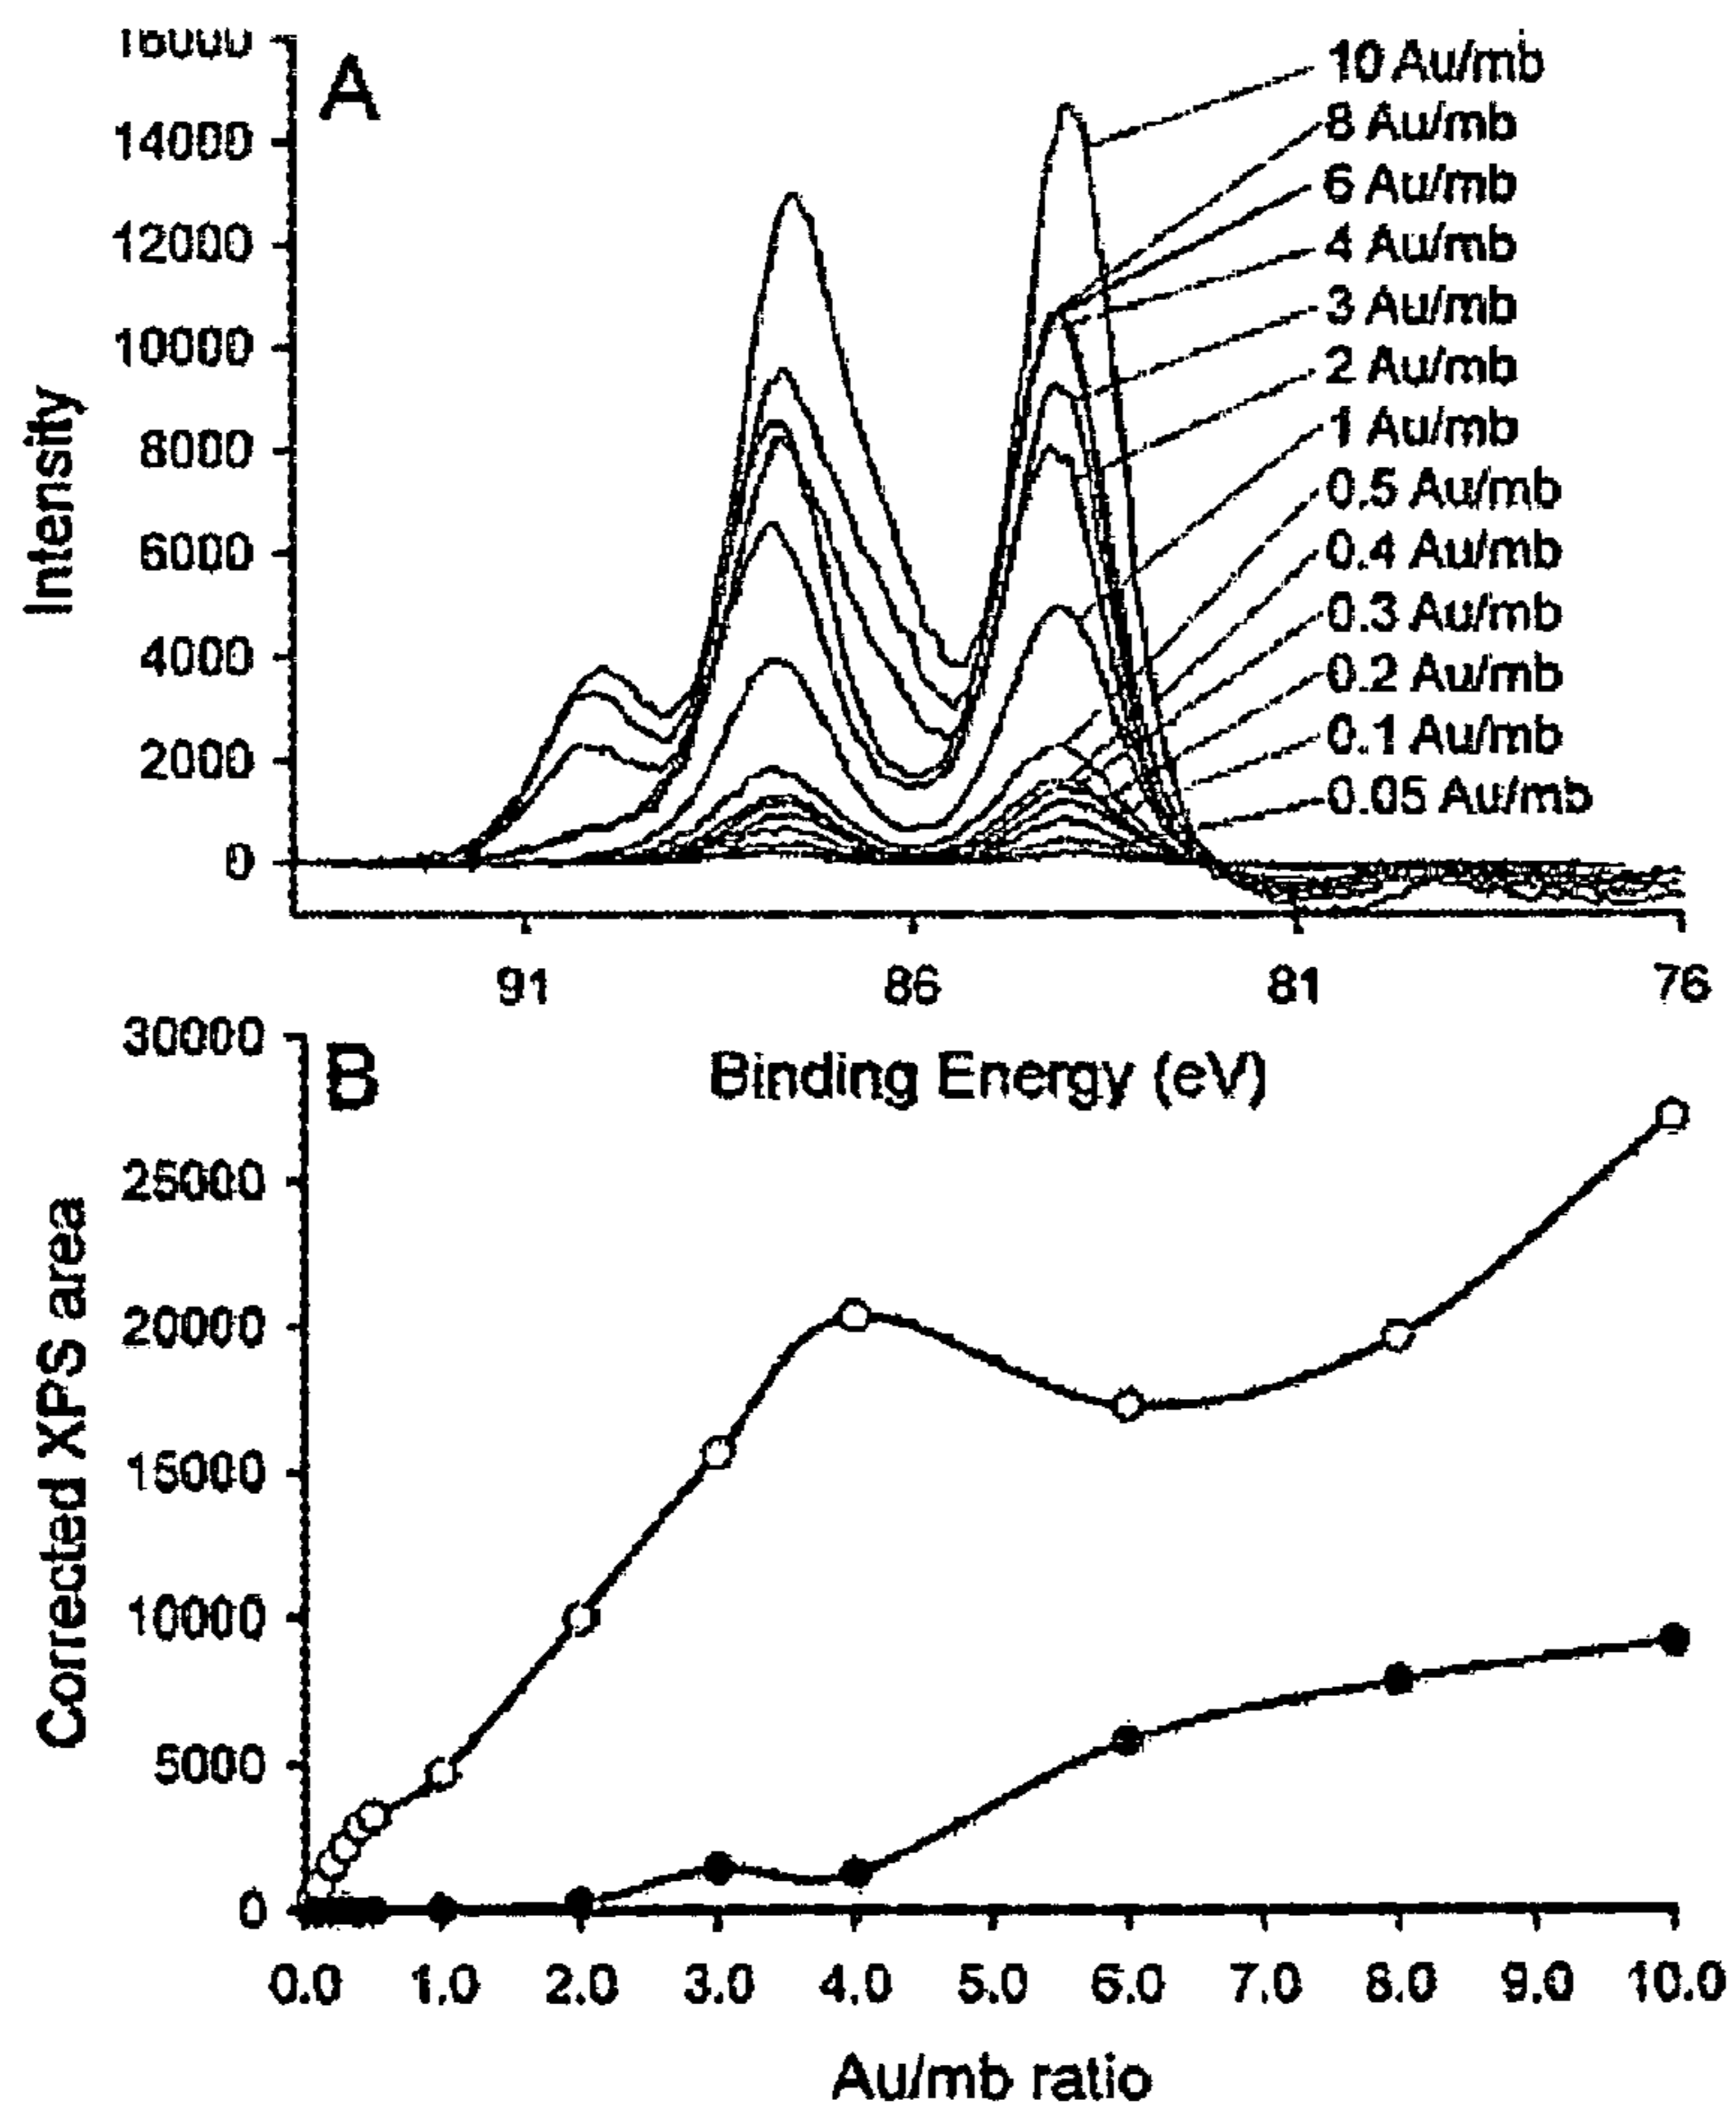 16000
A
14000
12000
10000
8000
6000
4000
2000
0
Intensity
10 Au/mb
8 Au/mb
6 Au/mb
4 Au/mb
3 Au/mb
2 Au/mb
1 Au/mb
0.5 Au/mb
0.4 Au/mb
0.3 Au/mb
0.2 Au/mb
0.1 Au/mb
0.05 Au/mb
91 86 81 76
Binding Energy (eV)
30000
B
25000
20000
15000
10000
5000
0
Corrected XPS area
0.0 1.0 2.0 3.0 4.0 5.0 6.0 7.0 8.0 9.0 10.0
Au/mb ratio